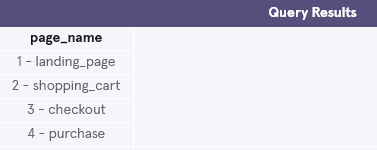 Query Results
page_name
1 - landing_page
2 - shopping_cart
3 - checkout
4 - purchase